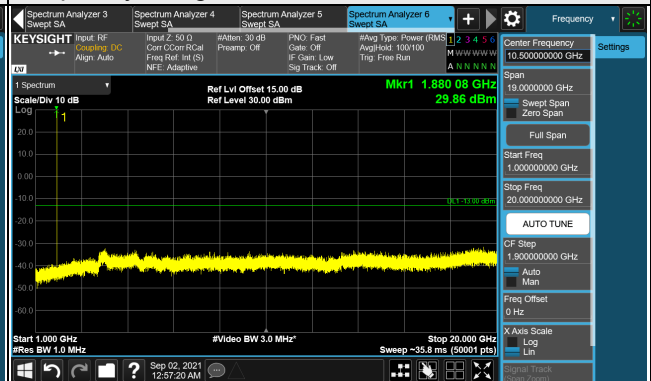 Spectrum Analyzer 3
Swept SA
Spectrum Analyzer 4
Swept SA
Spectrum Analyzer 5
Swept SA
Spectrum Analyzer 6
Swept SA
Frequency
KEYSIGHT
LXI
Input: RF
Coupling: DC
Align: Auto
Input Z: 50 Ω
Corr CCorr RCal
Freq Ref: Int (S)
NFE: Adaptive
#Atten: 30 dB
Preamp: Off
PNO: Fast
Gate: Off
IF Gain: Low
Sig Track: Off
#Avg Type: Power (RMS
Avg|Hold: 100/100
Trig: Free Run
1 2 3 4 5 6
M W W W W W
A N N N N N
1 Spectrum
Scale/Div 10 dB
Log
Ref Lvl Offset 15.00 dB
Ref Level 30.00 dBm
Mkr1 1.880 08 GHz
29.86 dBm
1
20.0
10.0
0.00
-10.0
DL1 -13.00 dBm
-20.0
-30.0
-40.0
-50.0
-60.0
Start 1.000 GHz
#Res BW 1.0 MHz
#Video BW 3.0 MHz*
Stop 20.000 GHz
Sweep ~35.8 ms (50001 pts)
Center Frequency
10.500000000 GHz
Settings
Span
19.0000000 GHz
Swept Span
Zero Span
Full Span
Start Freq
1.000000000 GHz
Stop Freq
20.000000000 GHz
AUTO TUNE
CF Step
1.900000000 GHz
Auto
Man
Freq Offset
0 Hz
X Axis Scale
Log
Lin
Signal Track
(Span Zoom)
?
Sep 02, 2021
12:57:20 AM